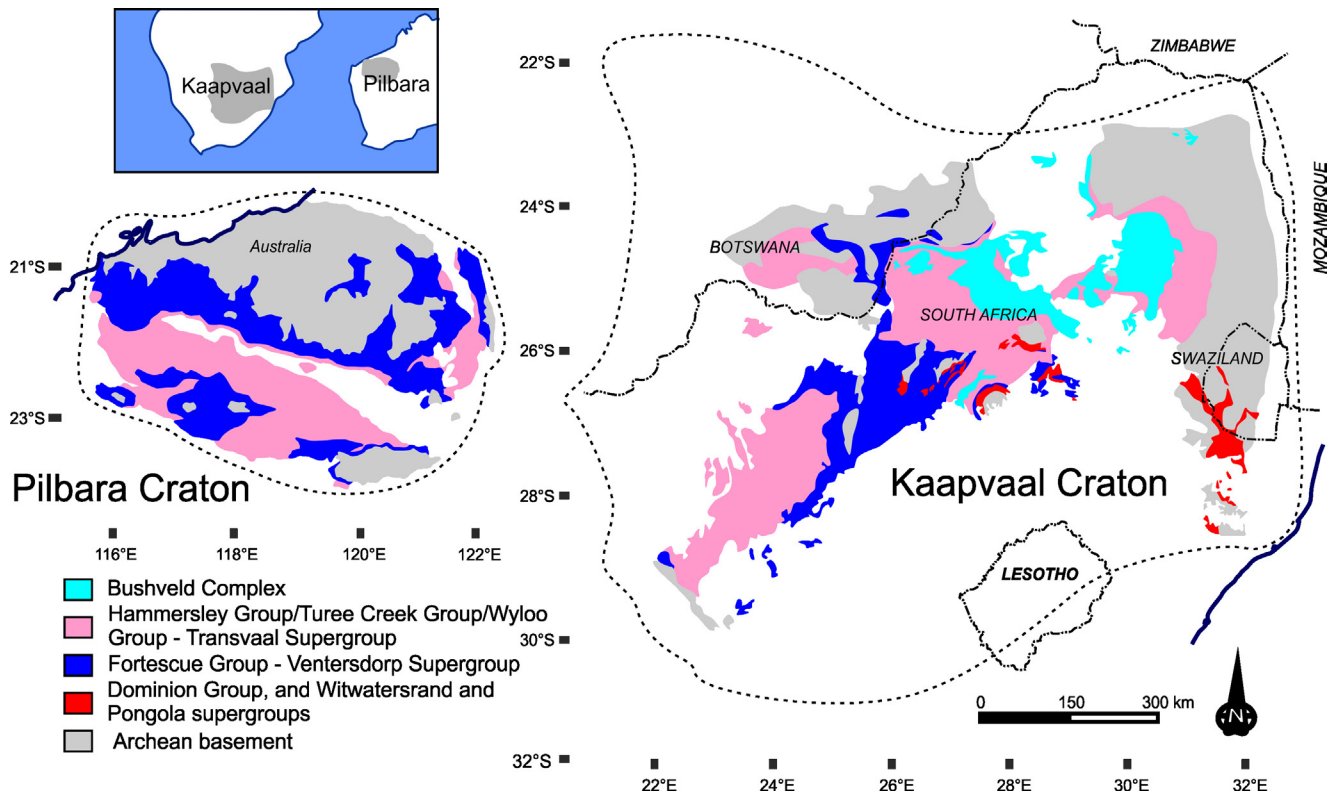 Kaapvaal
Pilbara
Australia
21°S
23°S
Pilbara Craton
116°E
118°E
120°E
122°E
Bushveld Complex
Hammersley Group/Turee Creek Group/Wyloo
Group - Transvaal Supergroup
Fortescue Group - Ventersdorp Supergroup
Dominion Group, and Witwatersrand and
Pongola supergroups
Archean basement
22°S
24°S
26°S
28°S
30°S
32°S
ZIMBABWE
MOZAMBIQUE
BOTSWANA
SOUTH AFRICA
SWAZILAND
Kaapvaal Craton
LESOTHO
0
150
300 km
N
22°E
24°E
26°E
28°E
30°E
32°E